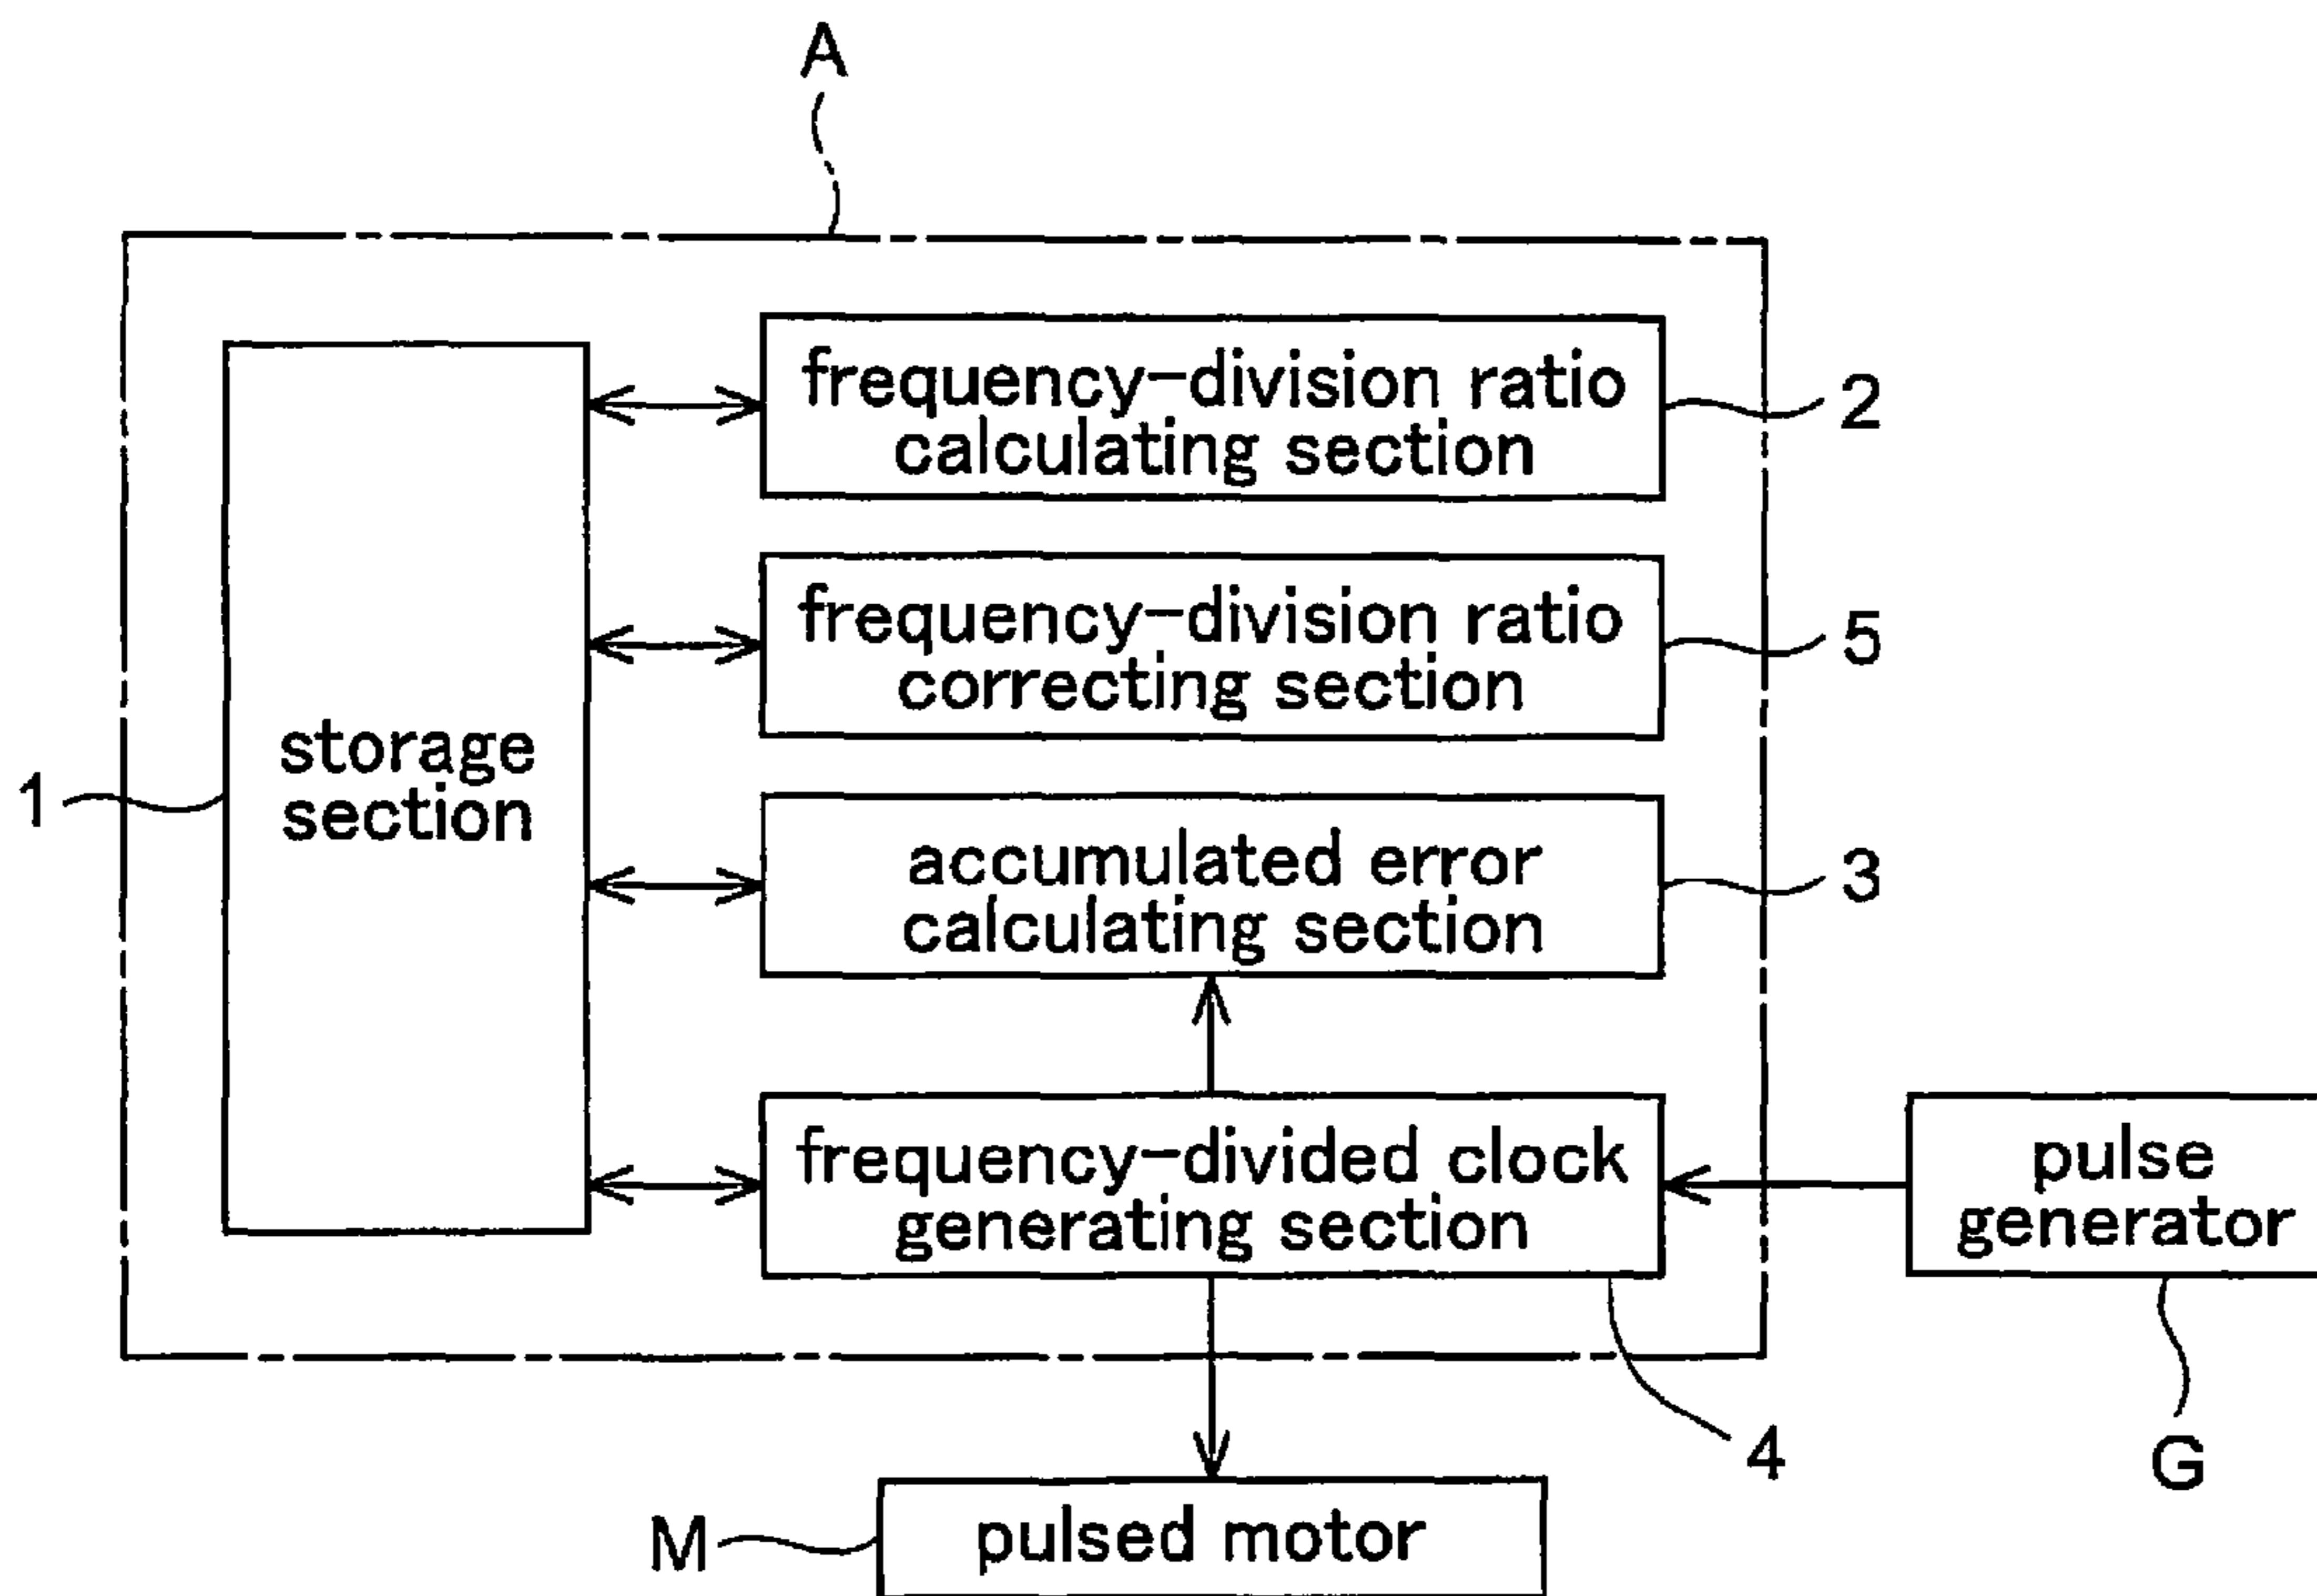 A
frequency-division ratio
calculating section
2
frequency-division ratio
correcting section
5
storage
section
1
accumulated error
calculating section
3
frequency-divided clock
generating section
pulse
generator
4
G
M
pulsed motor